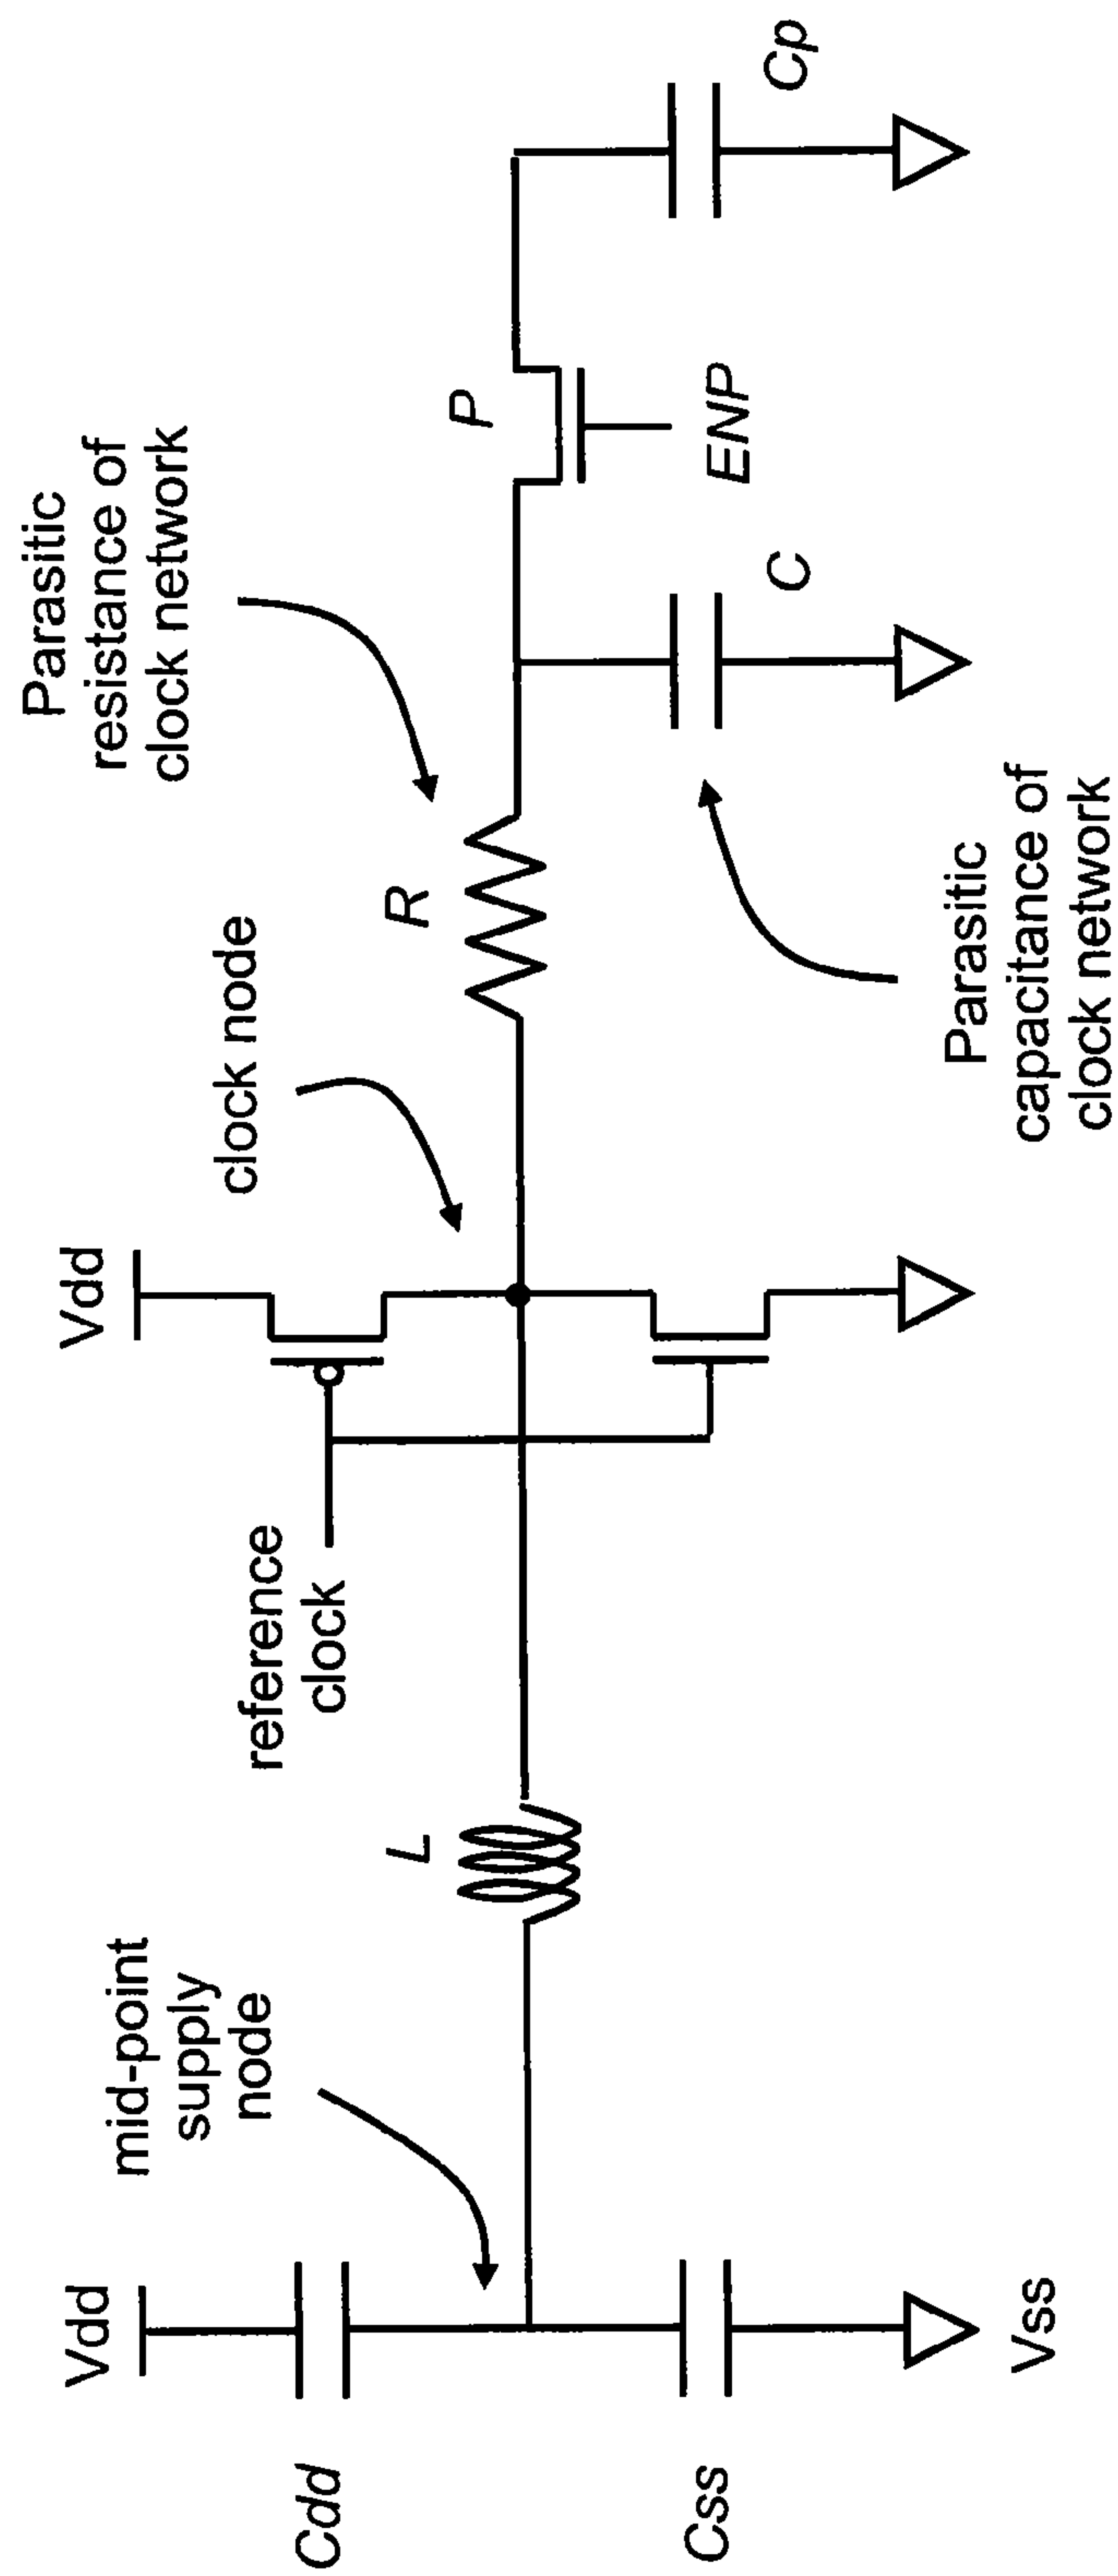 Vdd
Cdd
mid-point
supply
node
Css
Vss
L
reference
clock
Vdd
clock node
R
Parasitic
resistance of
clock network
Parasitic
capacitance of
clock network
C
P
ENP
Cp